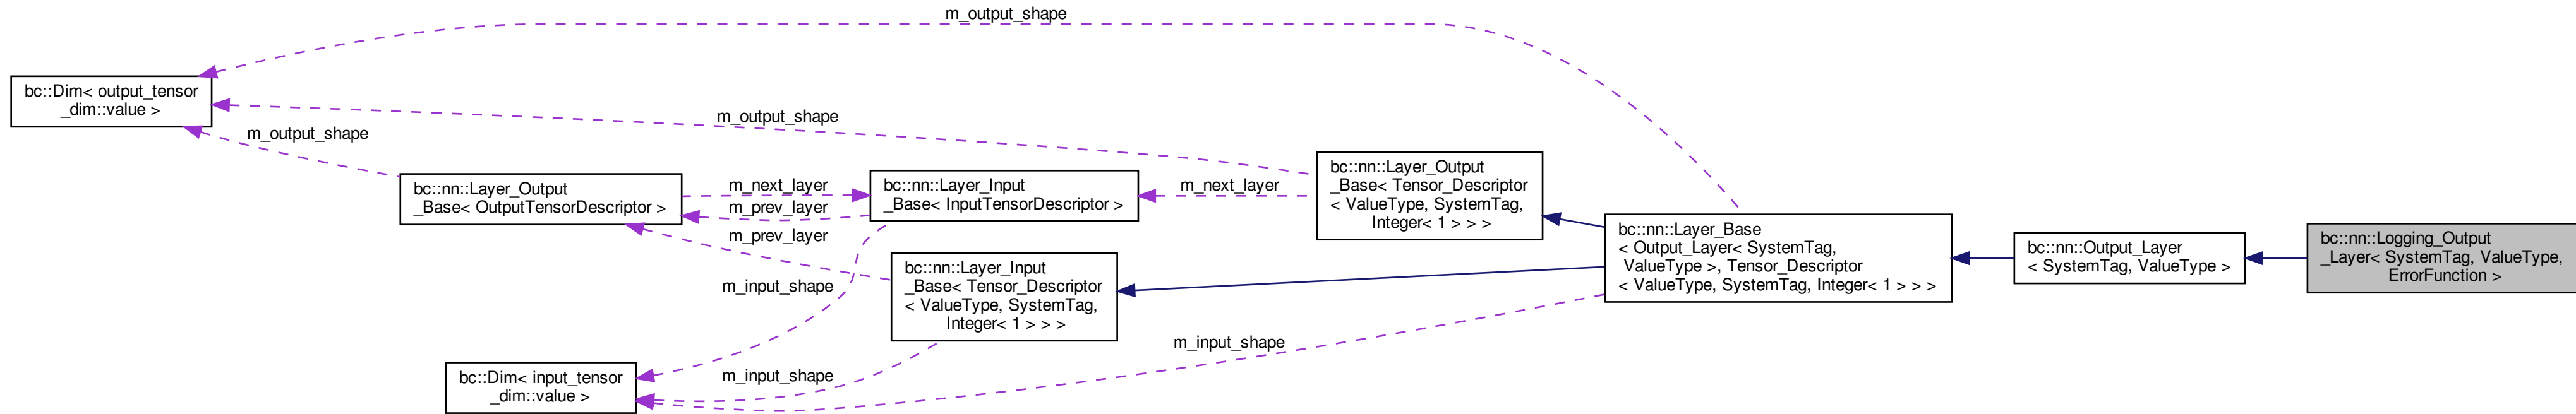 m_output_shape
bc::Dim< output_tensor
_dim::value >
m_output_shape
m_output_shape
bc::nn::Layer_Output
_Base< OutputTensorDescriptor >
m_next_layer
m_prev_layer
m_prev_layer
bc::nn::Layer_Input
_Base< InputTensorDescriptor >
m_next_layer
bc::nn::Layer_Output
_Base< Tensor_Descriptor
< ValueType, SystemTag,
Integer< 1 > > >
bc::nn::Layer_Input
_Base< Tensor_Descriptor
< ValueType, SystemTag,
Integer< 1 > > >
bc::nn::Layer_Base
< Output_Layer< SystemTag,
ValueType >, Tensor_Descriptor
< ValueType, SystemTag, Integer< 1 > > >
bc::nn::Output_Layer
< SystemTag, ValueType >
bc::nn::Logging_Output
_Layer< SystemTag, ValueType,
ErrorFunction >
m_input_shape
m_input_shape
m_input_shape
bc::Dim< input_tensor
_dim::value >